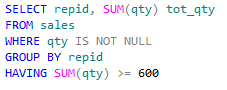 SELECT repid, SUM(qty) tot_qty
FROM sales
WHERE qty IS NOT NULL
GROUP BY repid
HAVING SUM(qty) >= 600